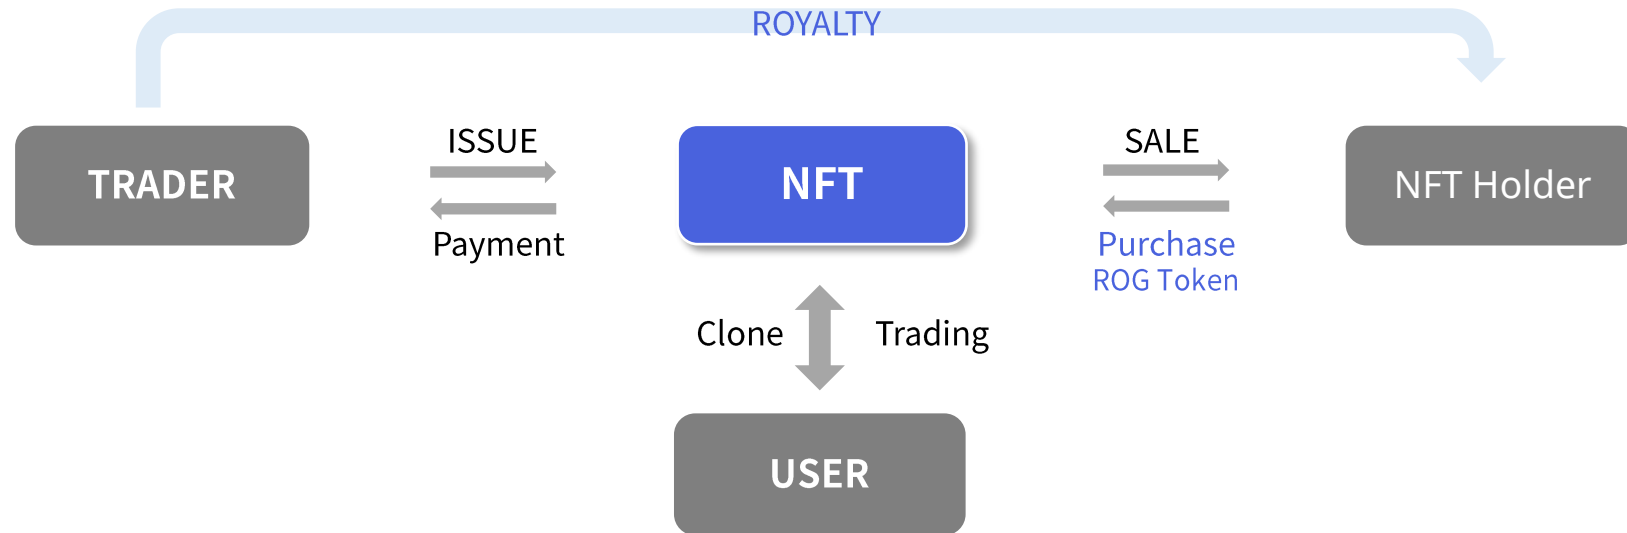 ROYALTY
TRADER
ISSUE
Payment
NFT
SALE
Purchase
ROG Token
NFT Holder
Clone
Trading
USER